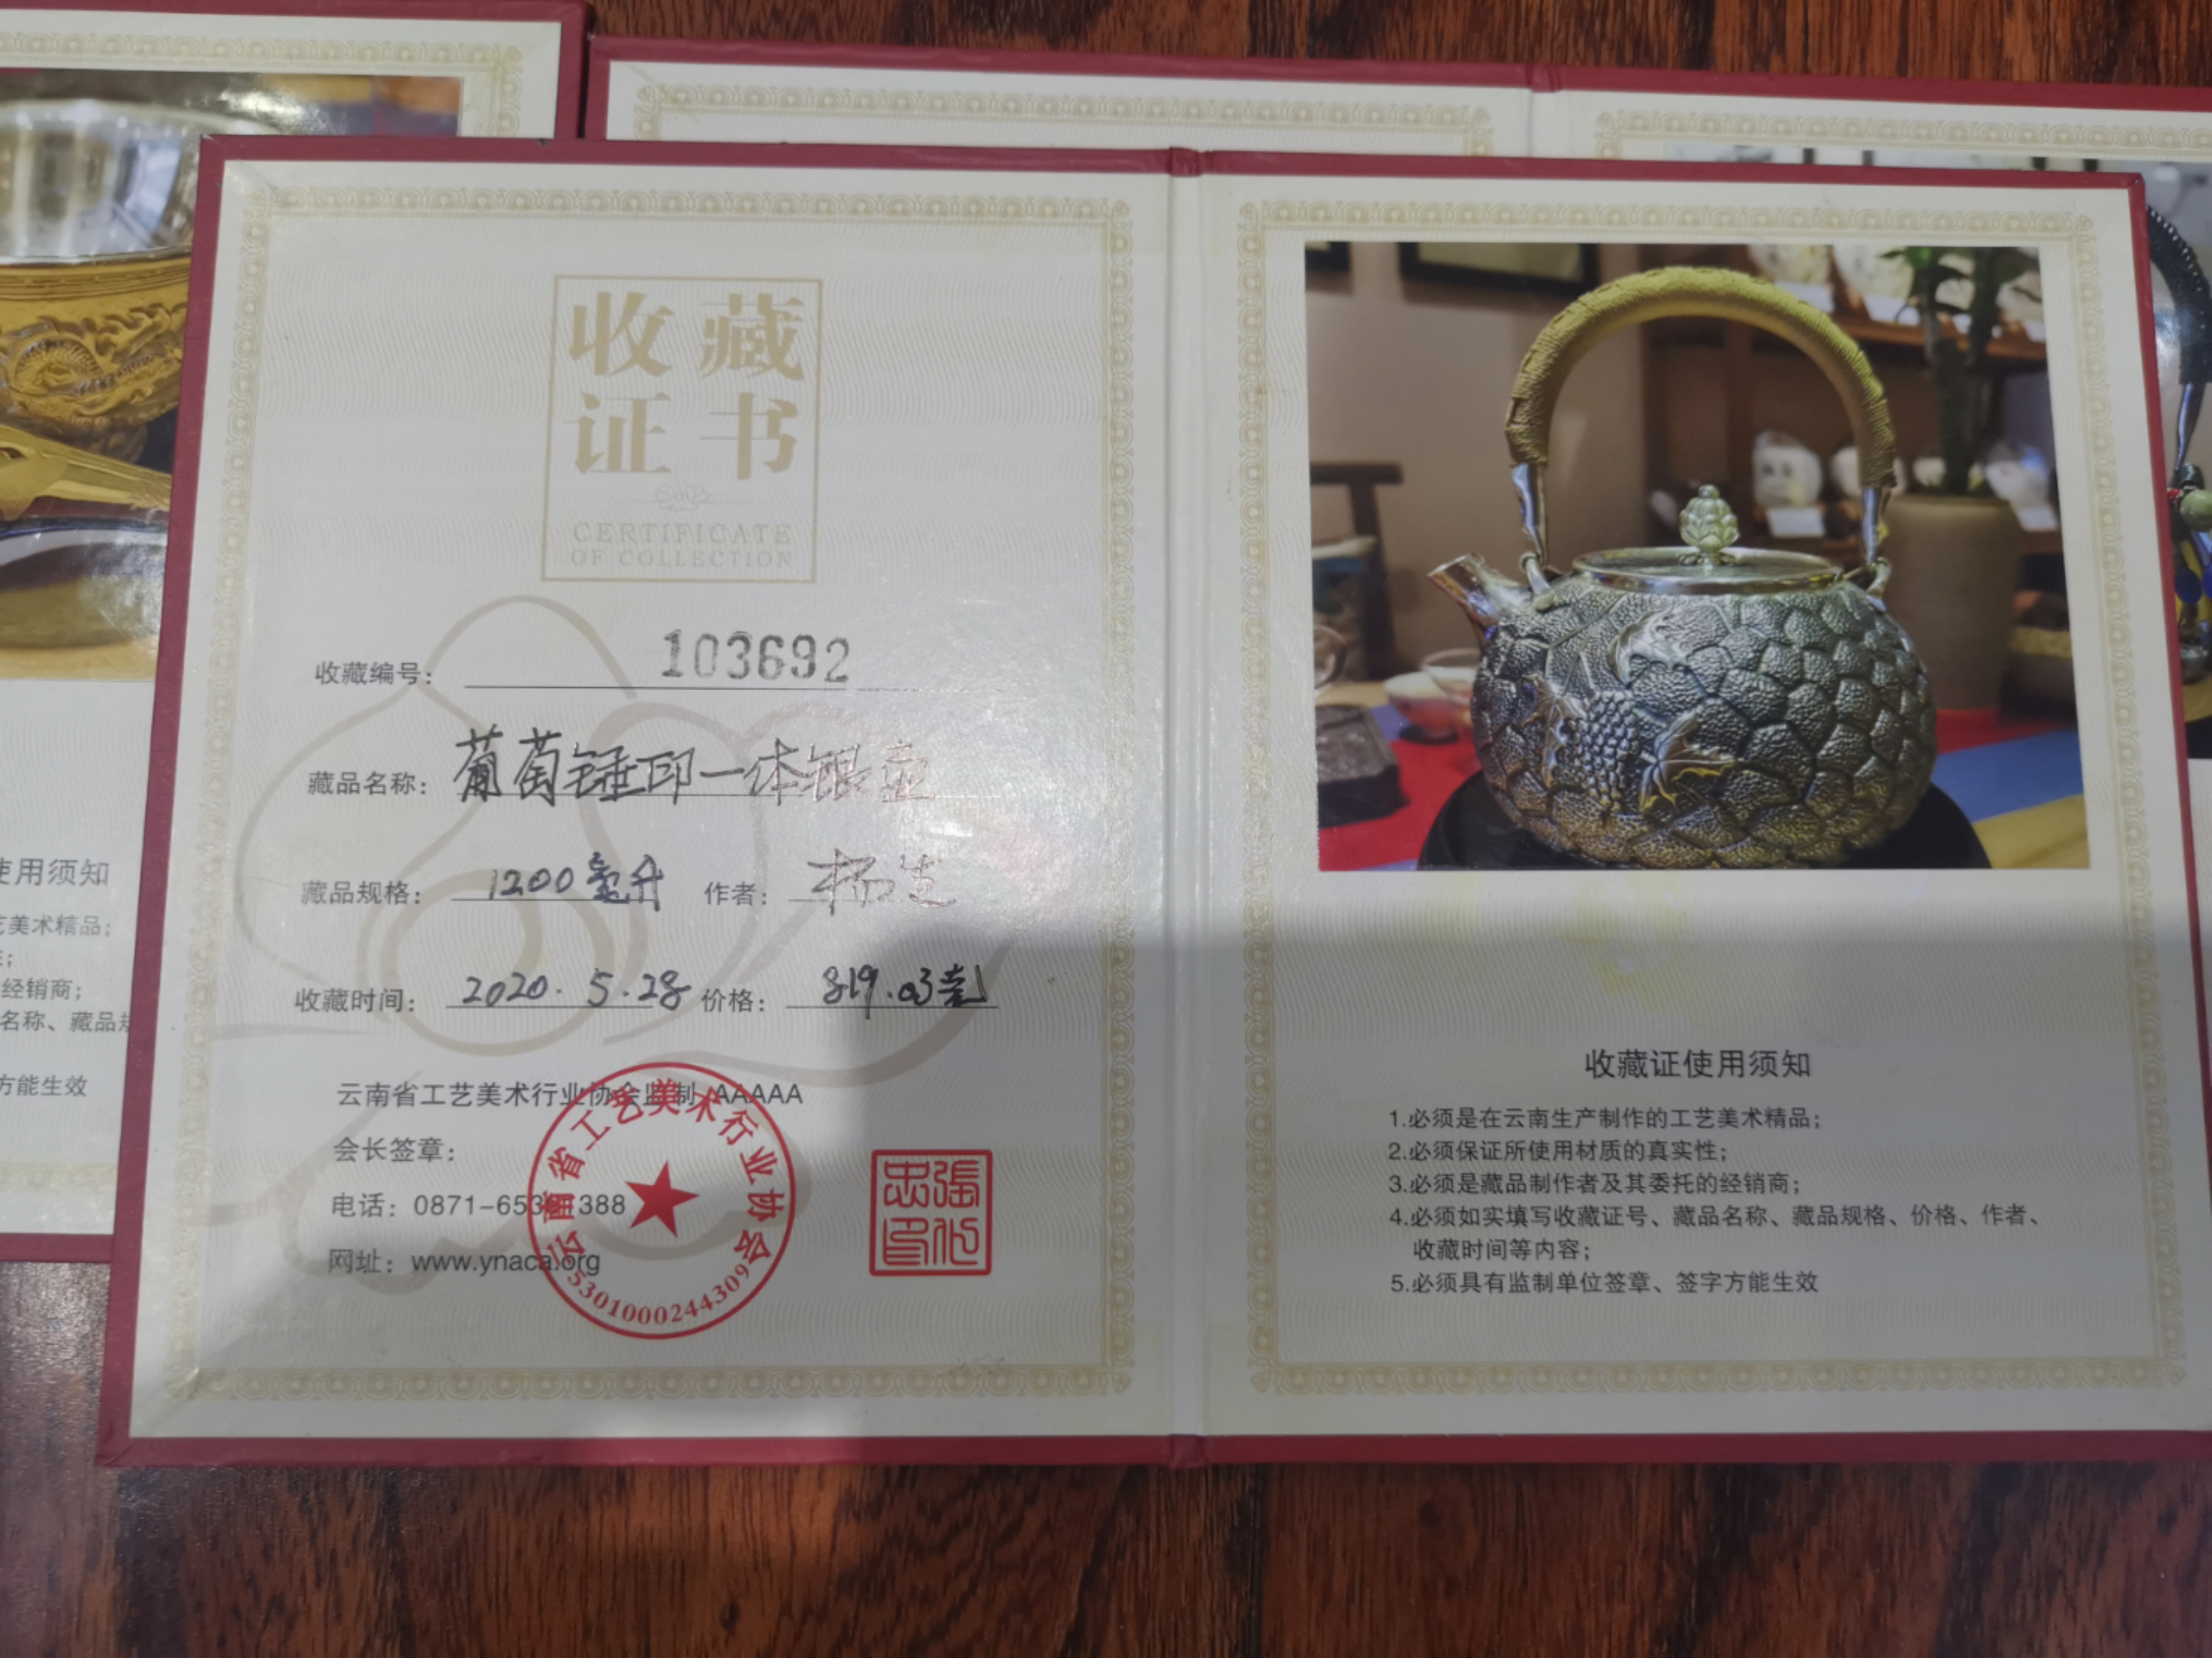 收藏
证书
CERTIFICATE
OF COLLECTION
收藏编号： 103692
藏品名称： 葡萄锤印一体银壶
藏品规格： 1200毫升 作者： 杨生
收藏时间： 2020.5.28 价格： 819.03克
云南省工艺美术行业协会监制 AAAAA
会长签章：
电话：0871-65 388
网址：www.ynaca.org
云南省工艺美术行业协会
5301000244309
收藏证使用须知
1.必须是在云南生产制作的工艺美术精品；
2.必须保证所使用材质的真实性；
3.必须是藏品制作者及其委托的经销商；
4.必须如实填写收藏证号、藏品名称、藏品规格、价格、作者、
收藏时间等内容；
5.必须具有监制单位签章、签字方能生效
使用须知
艺美术精品；
；
经销商；
名称、藏品规
方能生效